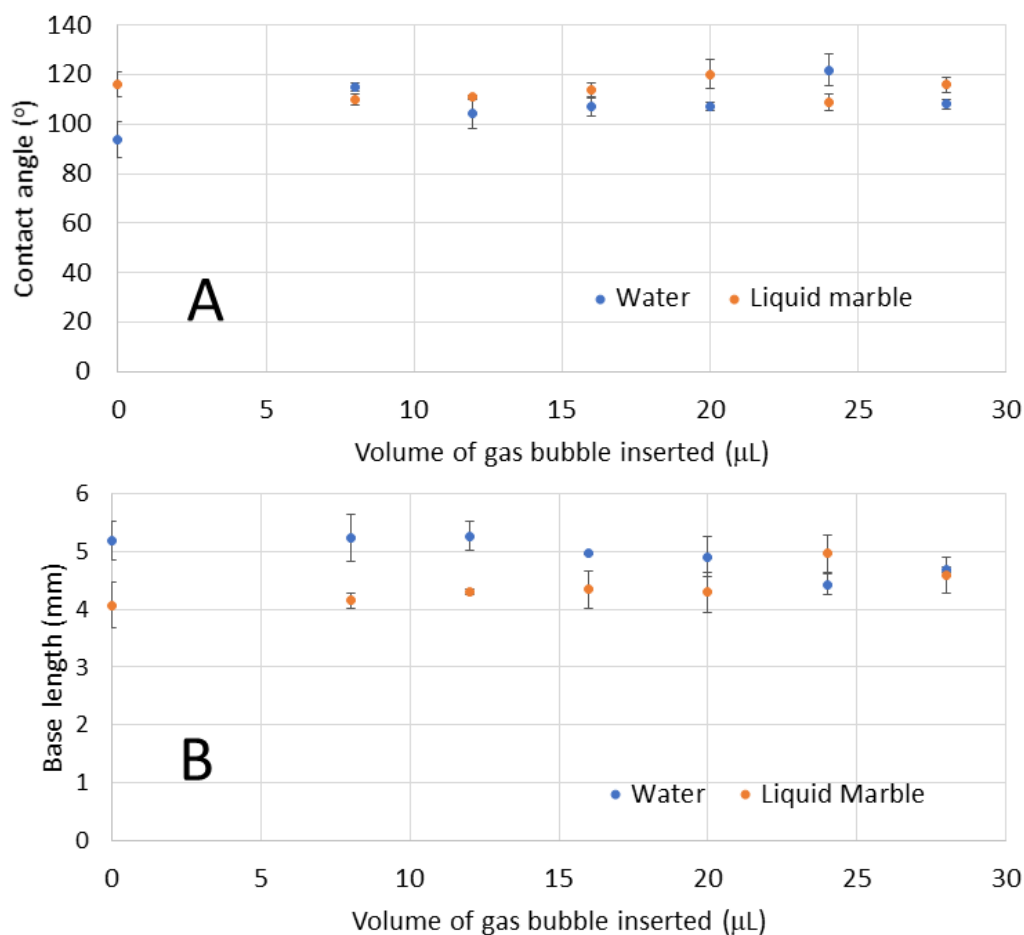 140
120
100
80
60
40
20
0
Contact angle (°)
A
Water
Liquid marble
0 5 10 15 20 25 30
Volume of gas bubble inserted (μL)
6
5
4
3
2
1
0
Base length (mm)
B
Water
Liquid Marble
0 5 10 15 20 25 30
Volume of gas bubble inserted (μL)